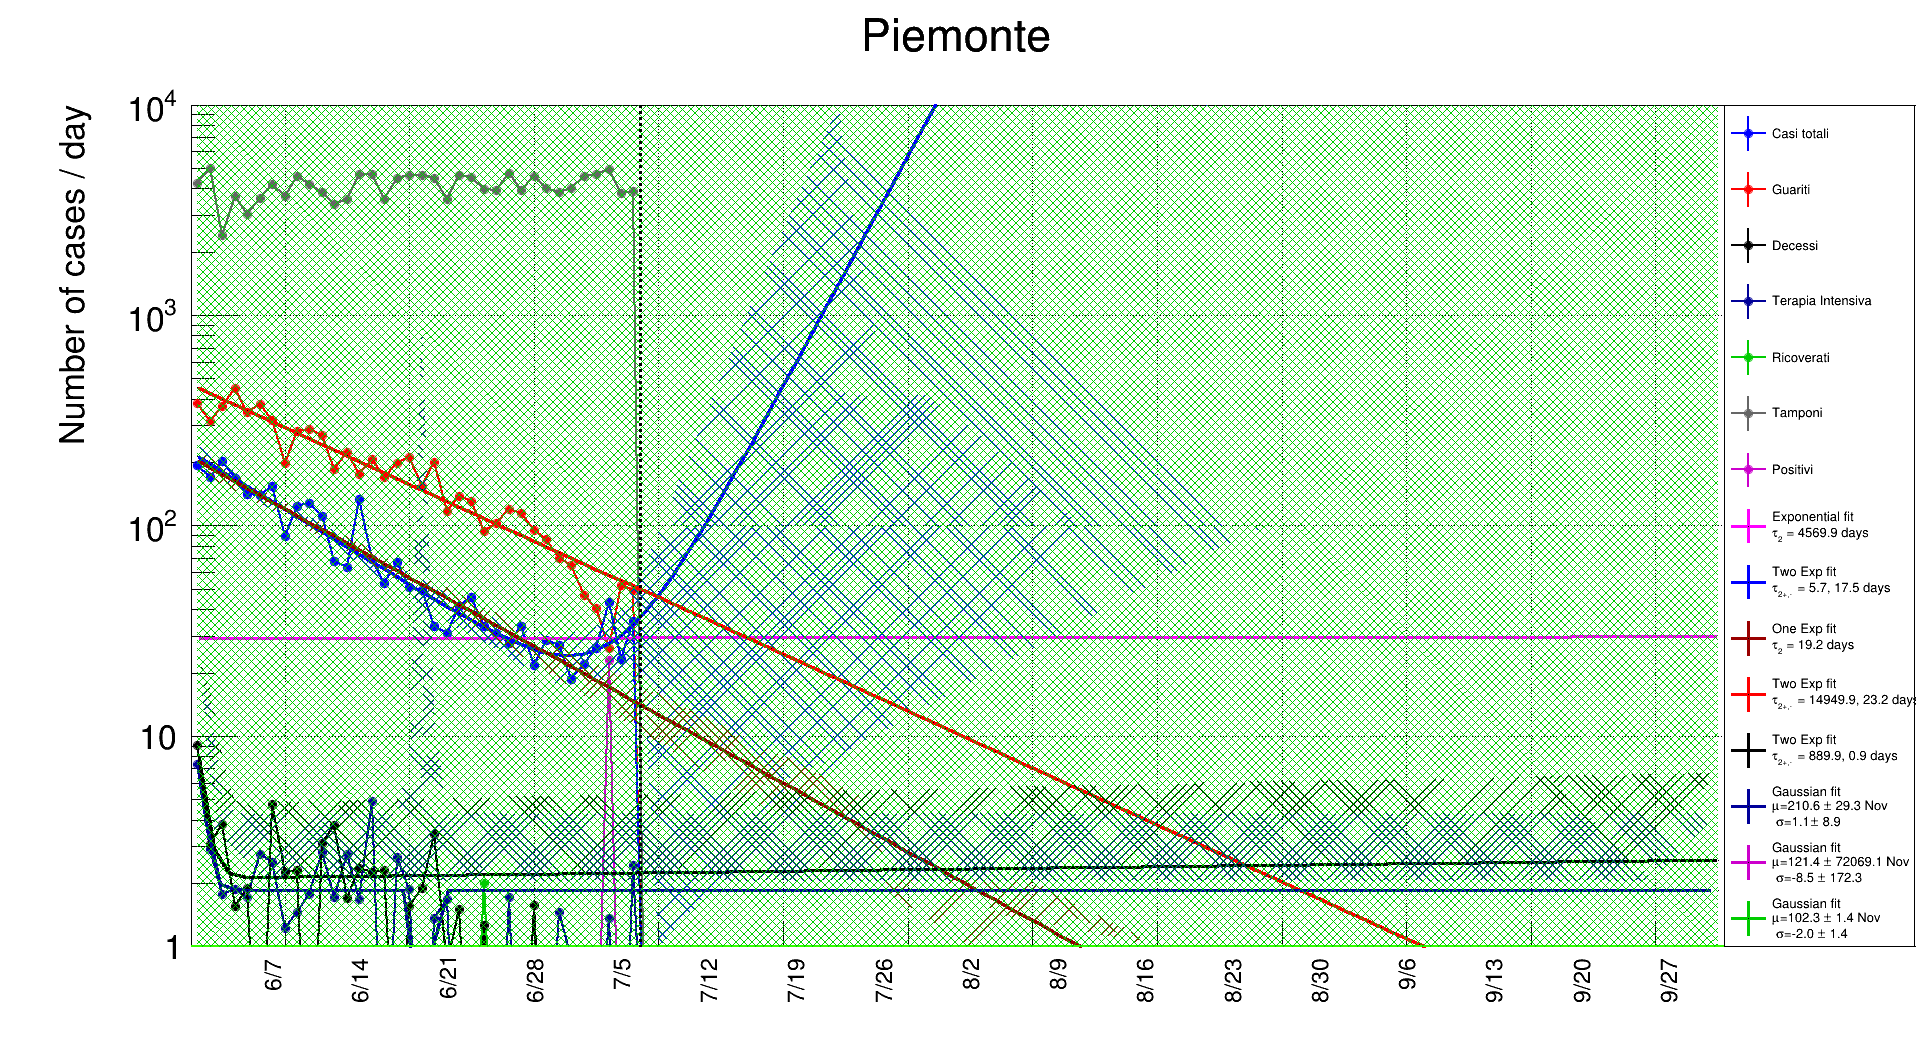 Piemonte
Number of cases / day
10^4
10^3
10^2
10
1
6/7
6/14
6/21
6/28
7/5
7/12
7/19
7/26
8/2
8/9
8/16
8/23
8/30
9/6
9/13
9/20
9/27
Casi totali
Guariti
Decessi
Terapia Intensiva
Ricoverati
Tamponi
Positivi
Exponential fit
τ2 = 4569.9 days
Two Exp fit
τ2+,- = 5.7, 17.5 days
One Exp fit
τ2 = 19.2 days
Two Exp fit
τ2+,- = 14949.9, 23.2 days
Two Exp fit
τ2+,- = 889.9, 0.9 days
Gaussian fit
μ=210.6 ± 29.3 Nov
σ=1.1 ± 8.9
Gaussian fit
μ=121.4 ± 72069.1 Nov
σ=-8.5 ± 172.3
Gaussian fit
μ=102.3 ± 1.4 Nov
σ=-2.0 ± 1.4